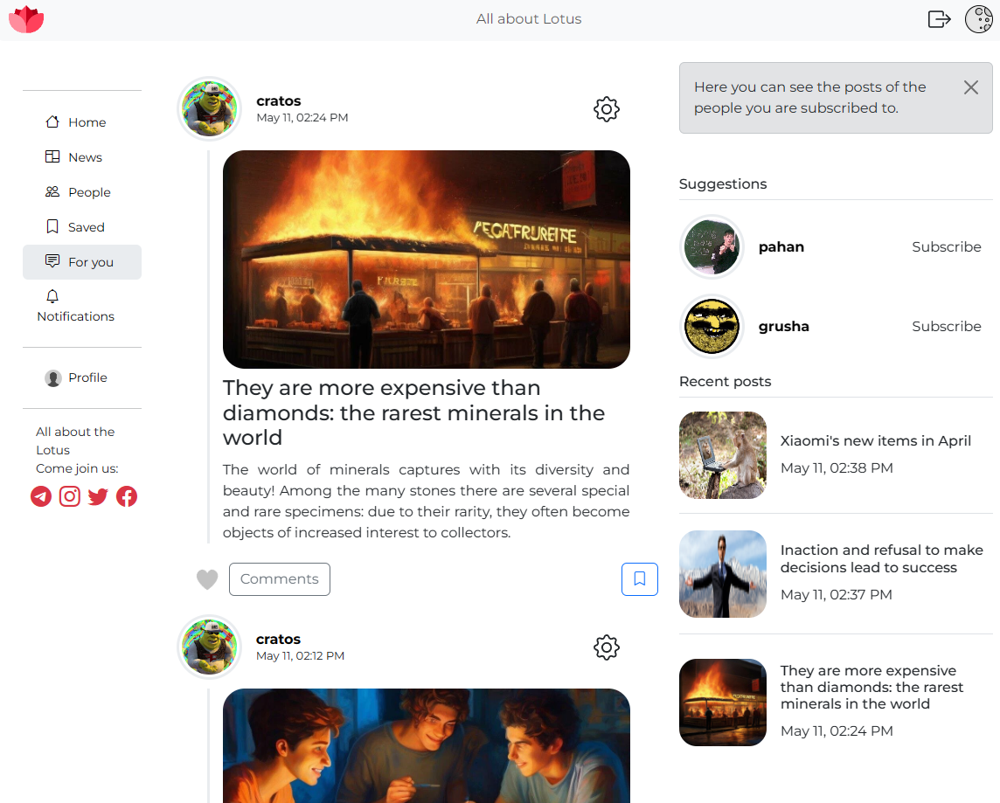 All about Lotus
Home
News
People
Saved
For you
Notifications
Profile
All about the
Lotus
Come join us:
cratos
May 11, 02:24 PM
They are more expensive than
diamonds: the rarest minerals in the
world
The world of minerals captures with its diversity and
beauty! Among the many stones there are several special
and rare specimens: due to their rarity, they often become
objects of increased interest to collectors.
Comments
cratos
May 11, 02:12 PM
Here you can see the posts of the
people you are subscribed to.
Suggestions
pahan
Subscribe
grusha
Subscribe
Recent posts
Xiaomi's new items in April
May 11, 02:38 PM
Inaction and refusal to make
decisions lead to success
May 11, 02:37 PM
They are more expensive
than diamonds: the rarest
minerals in the world
May 11, 02:24 PM